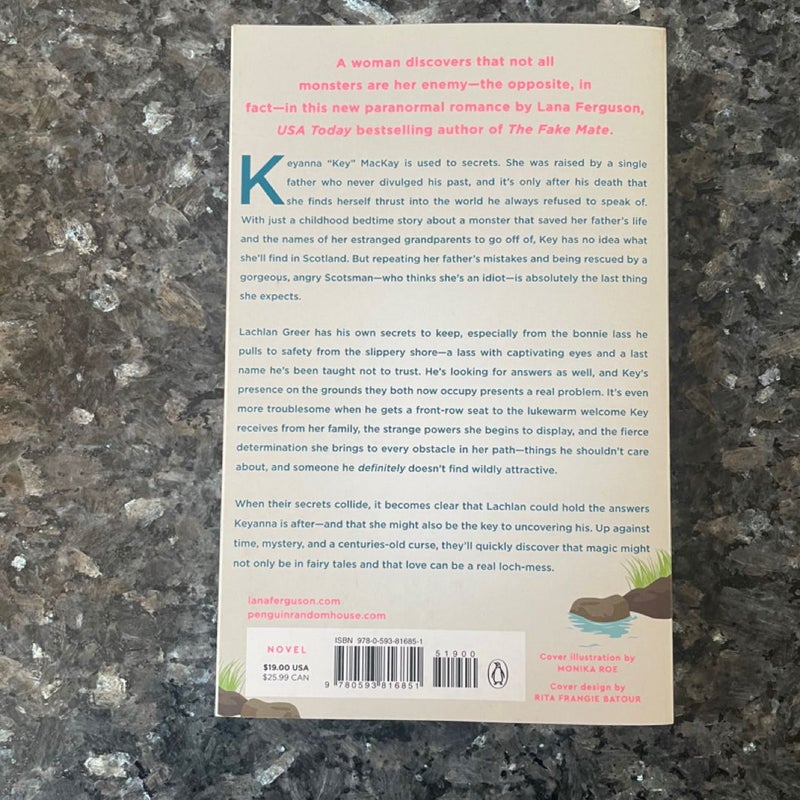 A woman discovers that not all
monsters are her enemy—the opposite, in
fact—in this new paranormal romance by Lana Ferguson,
USA Today bestselling author of The Fake Mate.
Keyanna “Key” MacKay is used to secrets. She was raised by a single
father who never divulged his past, and it’s only after his death that
she finds herself thrust into the world he always refused to speak of.
With just a childhood bedtime story about a monster that saved her father’s life
and the names of her estranged grandparents to go off of, Key has no idea what
she’ll find in Scotland. But repeating her father’s mistakes and being rescued by a
gorgeous, angry Scotsman—who thinks she’s an idiot—is absolutely the last thing
she expects.
Lachlan Greer has his own secrets to keep, especially from the bonnie lass he
pulls to safety from the slippery shore—a lass with captivating eyes and a last
name he’s been taught not to trust. He’s looking for answers as well, and Key’s
presence on the grounds they both now occupy presents a real problem. It’s even
more troublesome when he gets a front-row seat to the lukewarm welcome Key
receives from her family, the strange powers she begins to display, and the fierce
determination she brings to every obstacle in her path—things he shouldn’t care
about, and someone he definitely doesn’t find wildly attractive.
When their secrets collide, it becomes clear that Lachlan could hold the answers
Keyanna is after—and that she might also be the key to uncovering his. Up against
time, mystery, and a centuries-old curse, they’ll quickly discover that magic might
not only be in fairy tales and that love can be a real loch-mess.
lanaferguson.com
penguinrandomhouse.com
NOVEL
$19.00 USA
$25.99 CAN
ISBN 978-0-593-81685-1
51900
9 780593 816851
Cover illustration by
MONIKA ROE
Cover design by
RITA FRANGIE BATOUR